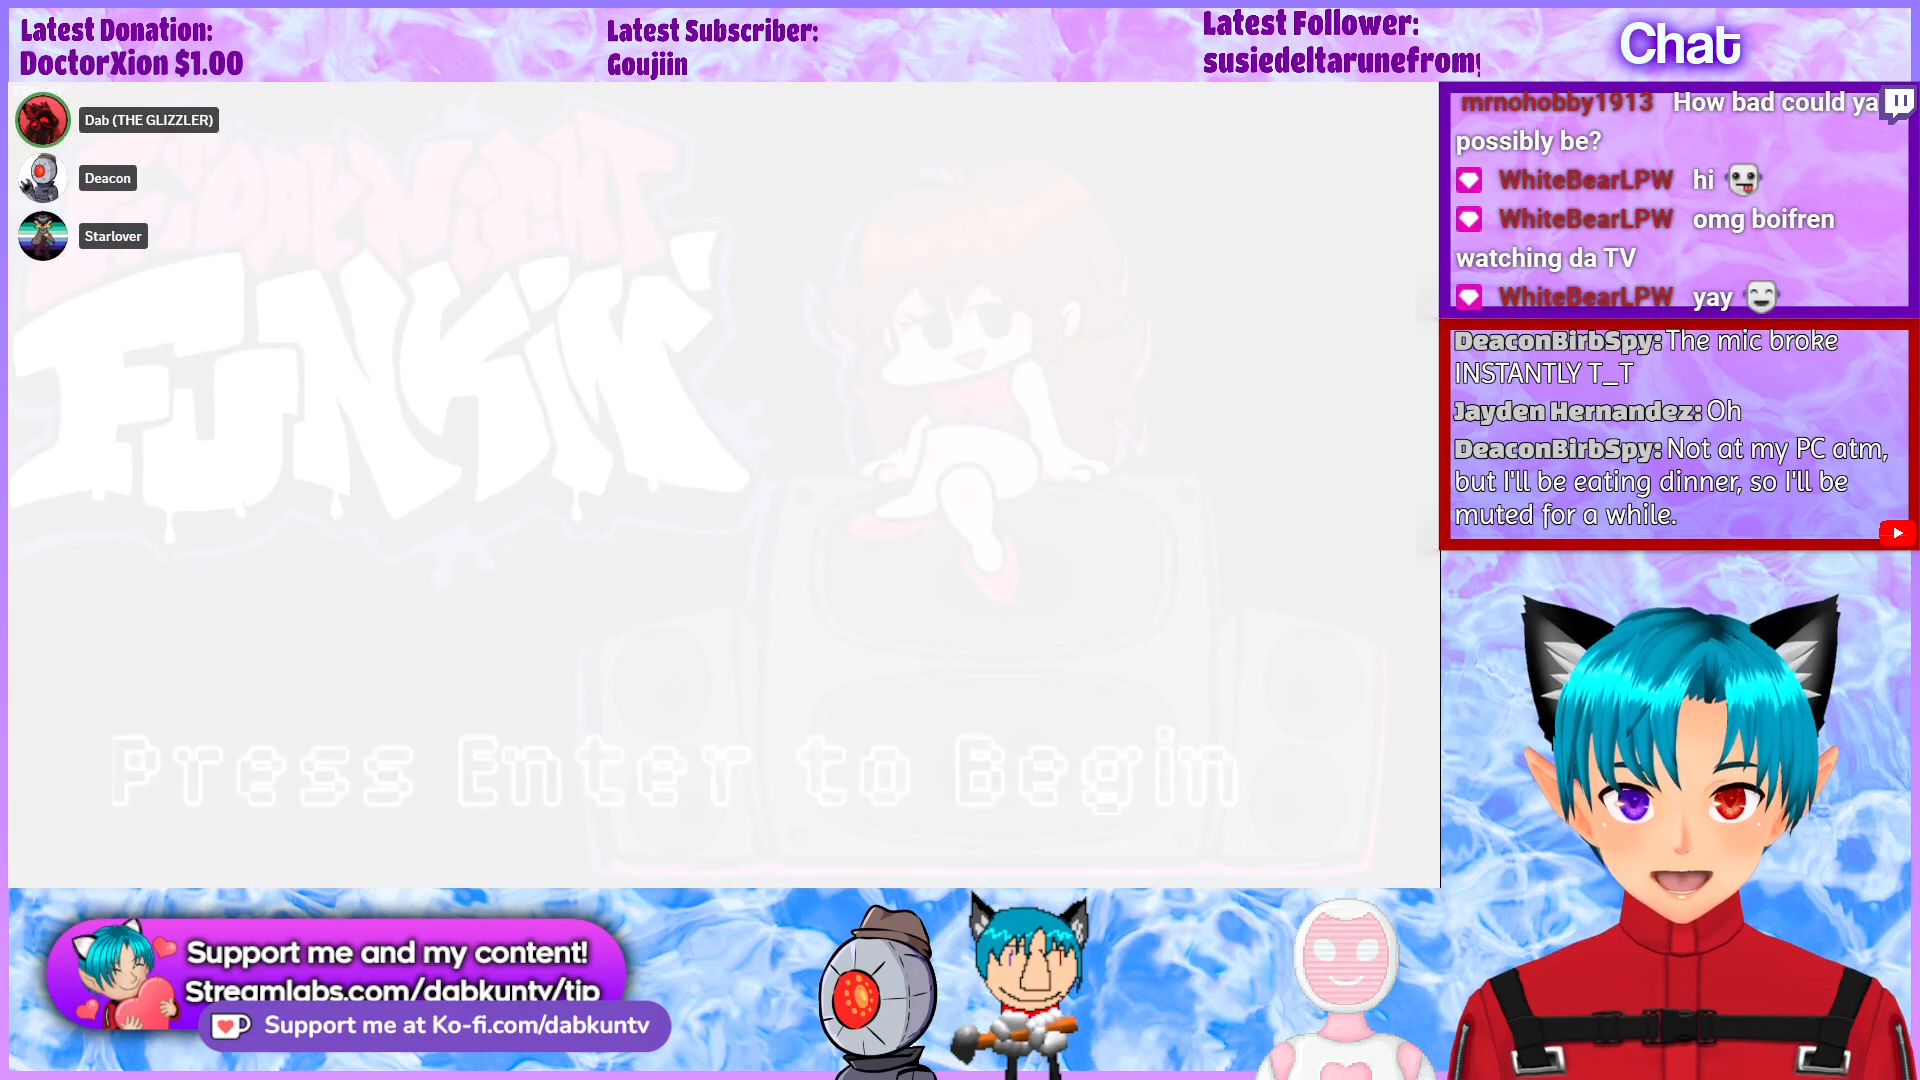 Latest Donation:
DoctorXion $1.00
Latest Subscriber:
Goujiin
Latest Follower:
susiedeltarunefrom
Chat
Dab (THE GLIZZLER)
Deacon
Starlover
FRIDAY NIGHT
FUNKIN'
Press Enter to Begin
mrnohobby1913 How bad could ya
possibly be?
WhiteBearLPW hi
WhiteBearLPW omg boifren
watching da TV
WhiteBearLPW yay
DeaconBirbSpy: The mic broke
INSTANTLY T_T
Jayden Hernandez: Oh
DeaconBirbSpy: Not at my PC atm,
but I'll be eating dinner, so I'll be
muted for a while.
Support me and my content!
Streamlabs.com/dabkuntv/tip
Support me at Ko-fi.com/dabkuntv